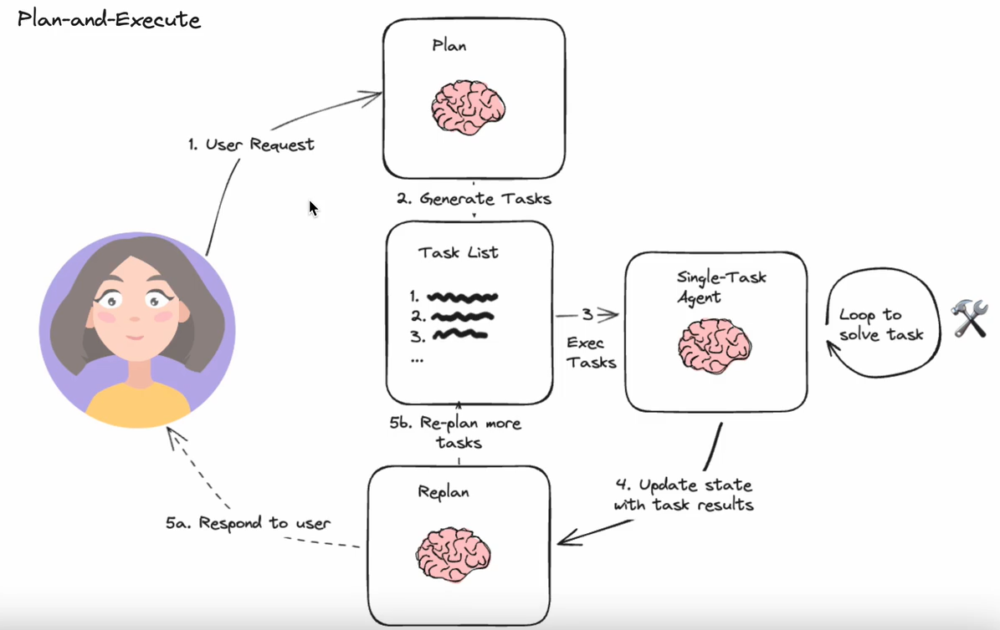 Plan-and-Execute
Plan
1. User Request
2. Generate Tasks
Task List
1.
2.
3.
...
3
Exec
Tasks
Single-Task
Agent
Loop to
solve task
5b. Re-plan more
tasks
Replan
4. Update state
with task results
5a. Respond to user